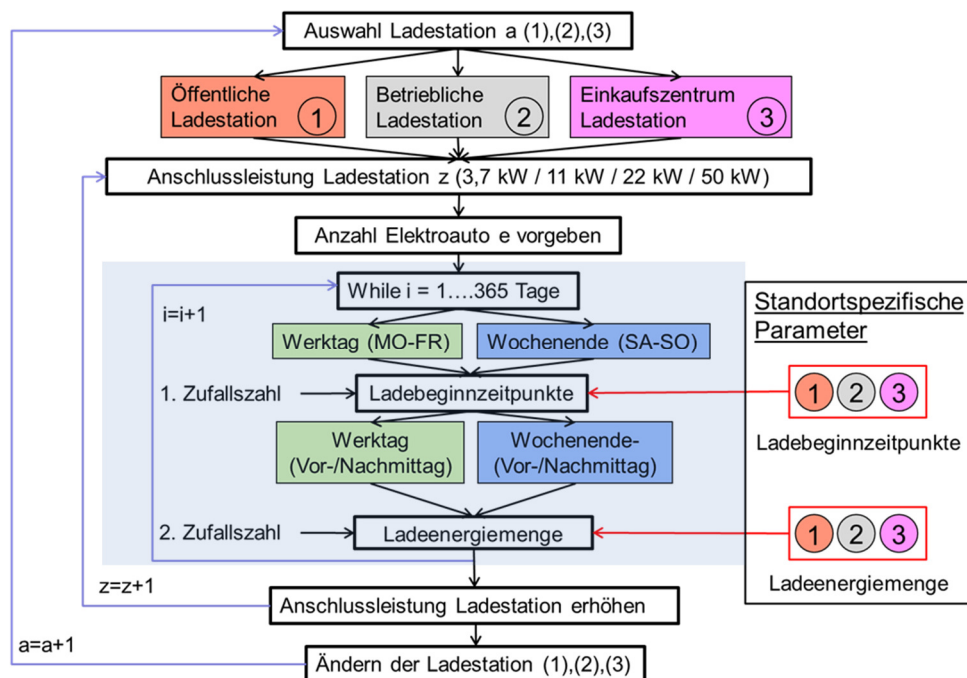 Auswahl Ladestation a (1),(2),(3)
Öffentliche
Ladestation 1
Betriebliche
Ladestation 2
Einkaufszentrum
Ladestation 3
Anschlussleistung Ladestation z (3,7 kW / 11 kW / 22 kW / 50 kW)
Anzahl Elektroauto e vorgeben
While i = 1....365 Tage
i=i+1
Werktag (MO-FR)
Wochenende (SA-SO)
1. Zufallszahl
Ladebeginnzeitpunkte
Werktag
(Vor-/Nachmittag)
Wochenende-
(Vor-/Nachmittag)
2. Zufallszahl
Ladeenergiemenge
z=z+1
Anschlussleistung Ladestation erhöhen
a=a+1
Ändern der Ladestation (1),(2),(3)
Standortspezifische
Parameter
1 2 3
Ladebeginnzeitpunkte
1 2 3
Ladeenergiemenge